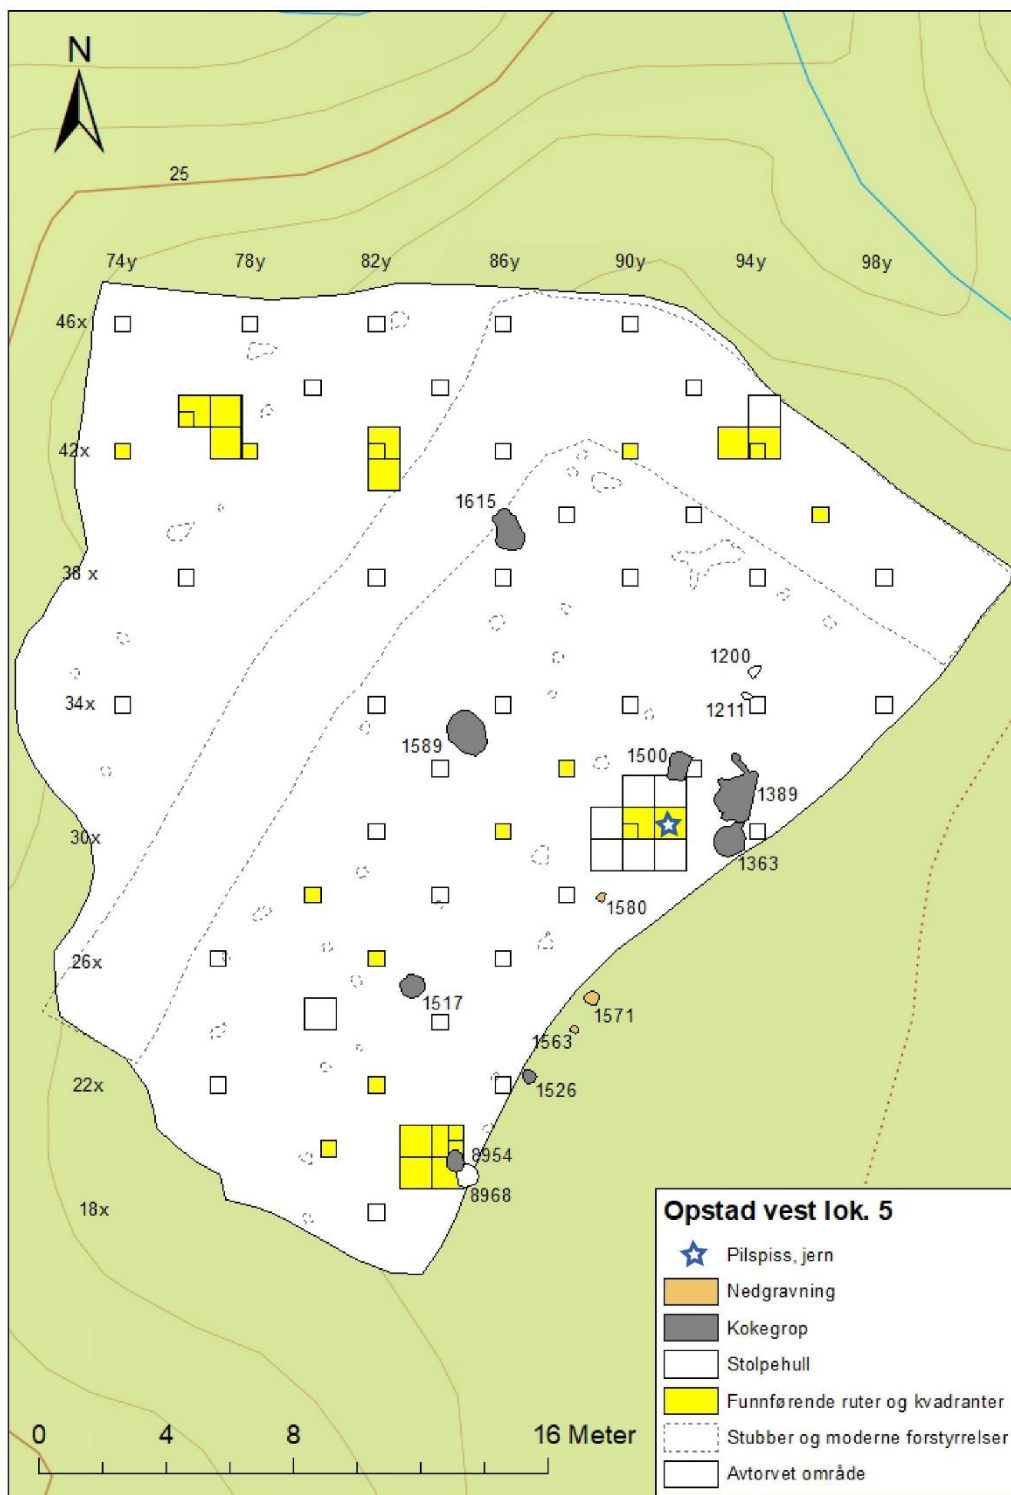 N
25
74y 78y 82y 86y 90y 94y 98y
46x
42x
1615
38 x
1200
34x
1211
1589
1500
1389
30x
1363
1580
26x
1517
1571
1563
22x
1526
8954
8968
18x
Opstad vest lok. 5
Pilspiss, jern
Nedgravning
Kokegrop
Stolpehull
Funnførende ruter og kvadranter
Stubber og moderne forstyrrelser
Avtorvet område
0 4 8 16 Meter